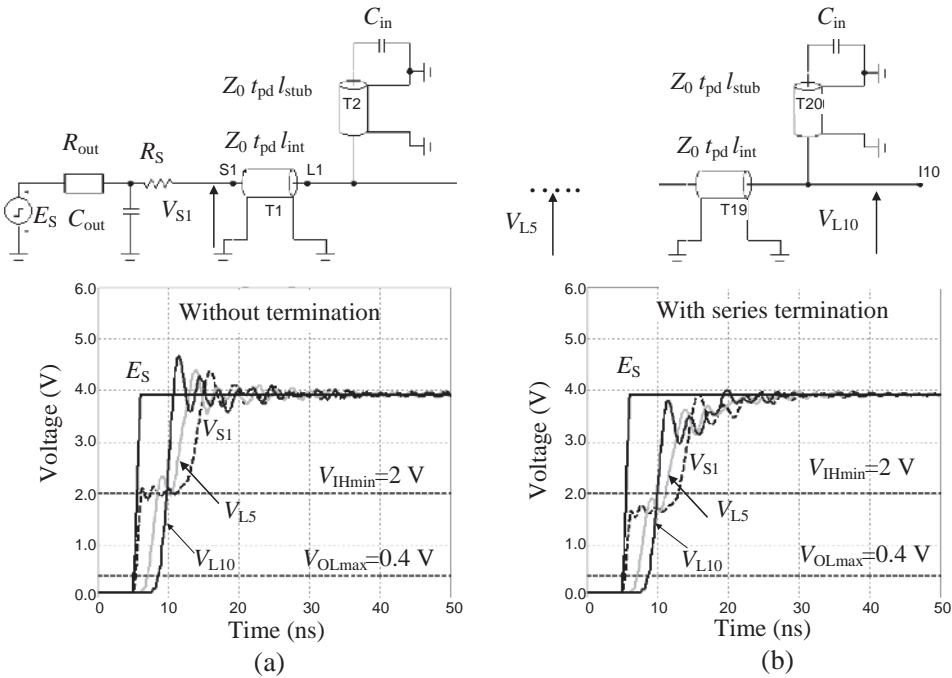 C_in
C_in
Z_0 t_pd l_stub
T2
Z_0 t_pd l_stub
T20
R_out
R_S
Z_0 t_pd l_int
Z_0 t_pd l_int
S1
L1
I10
E_S
C_out
V_S1
T1
V_L5
T19
V_L10
6.0
Without termination
5.0
E_S
4.0
V_S1
3.0
V_IHmin=2 V
2.0
V_L5
1.0
V_L10
V_OLmax=0.4 V
0.0
0
10
20
30
40
50
Voltage (V)
Time (ns)
(a)
6.0
With series termination
5.0
E_S
4.0
V_S1
3.0
V_IHmin=2 V
2.0
V_L5
1.0
V_L10
V_OLmax=0.4 V
0.0
0
10
20
30
40
50
Voltage (V)
Time (ns)
(b)